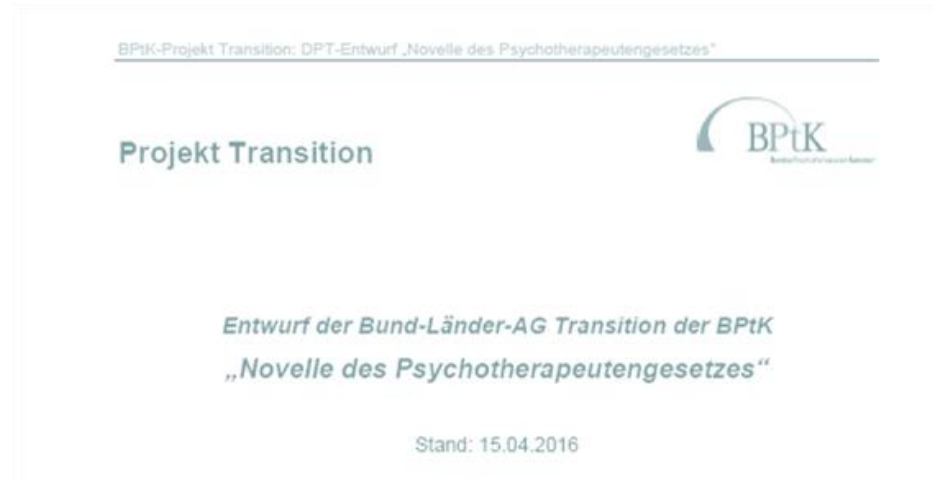 BPtK-Projekt Transition: DPT-Entwurf „Novelle des Psychotherapeutengesetzes“
BPtK
Projekt Transition
Entwurf der Bund-Länder-AG Transition der BPtK
„Novelle des Psychotherapeutengesetzes“
Stand: 15.04.2016